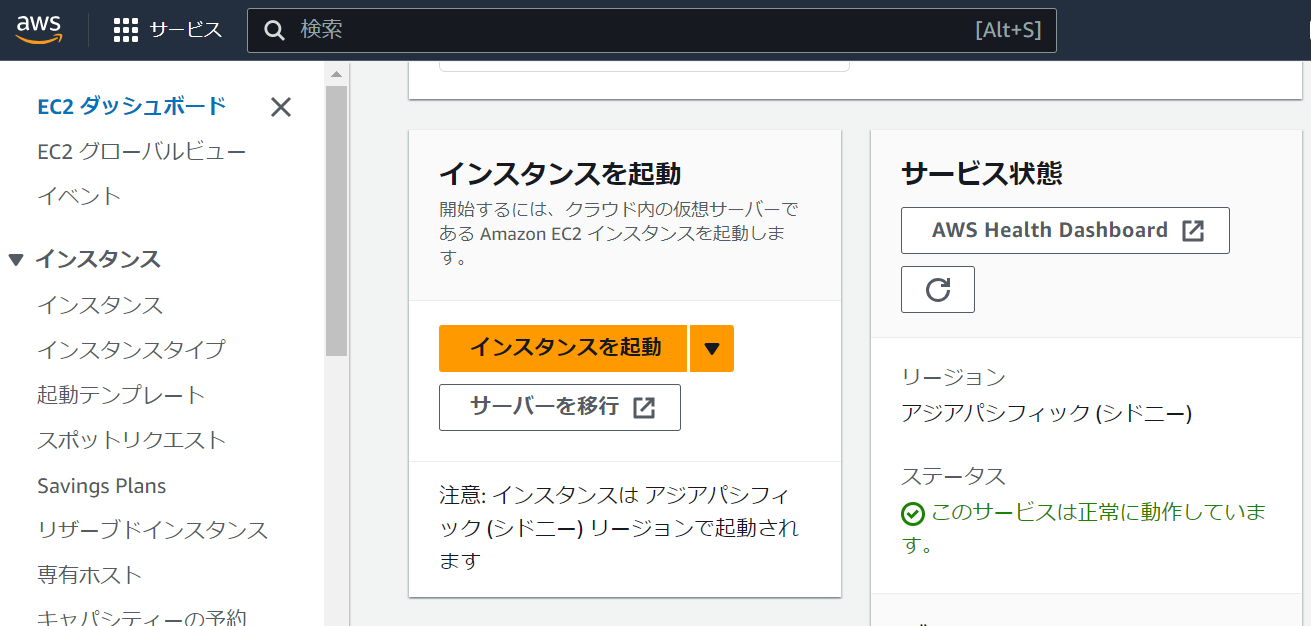 aws
サービス
検索
[Alt+S]
EC2 ダッシュボード
EC2 グローバルビュー
イベント
インスタンス
インスタンス
インスタンスタイプ
起動テンプレート
スポットリクエスト
Savings Plans
リザーブドインスタンス
専有ホスト
キャパシティーの予約
インスタンスを起動
開始するには、クラウド内の仮想サーバーで
ある Amazon EC2 インスタンスを起動しま
す。
インスタンスを起動
サーバーを移行
注意: インスタンスは アジアパシフィ
ック (シドニー) リージョンで起動され
ます
サービス状態
AWS Health Dashboard
リージョン
アジアパシフィック (シドニー)
ステータス
このサービスは正常に動作していま
す。